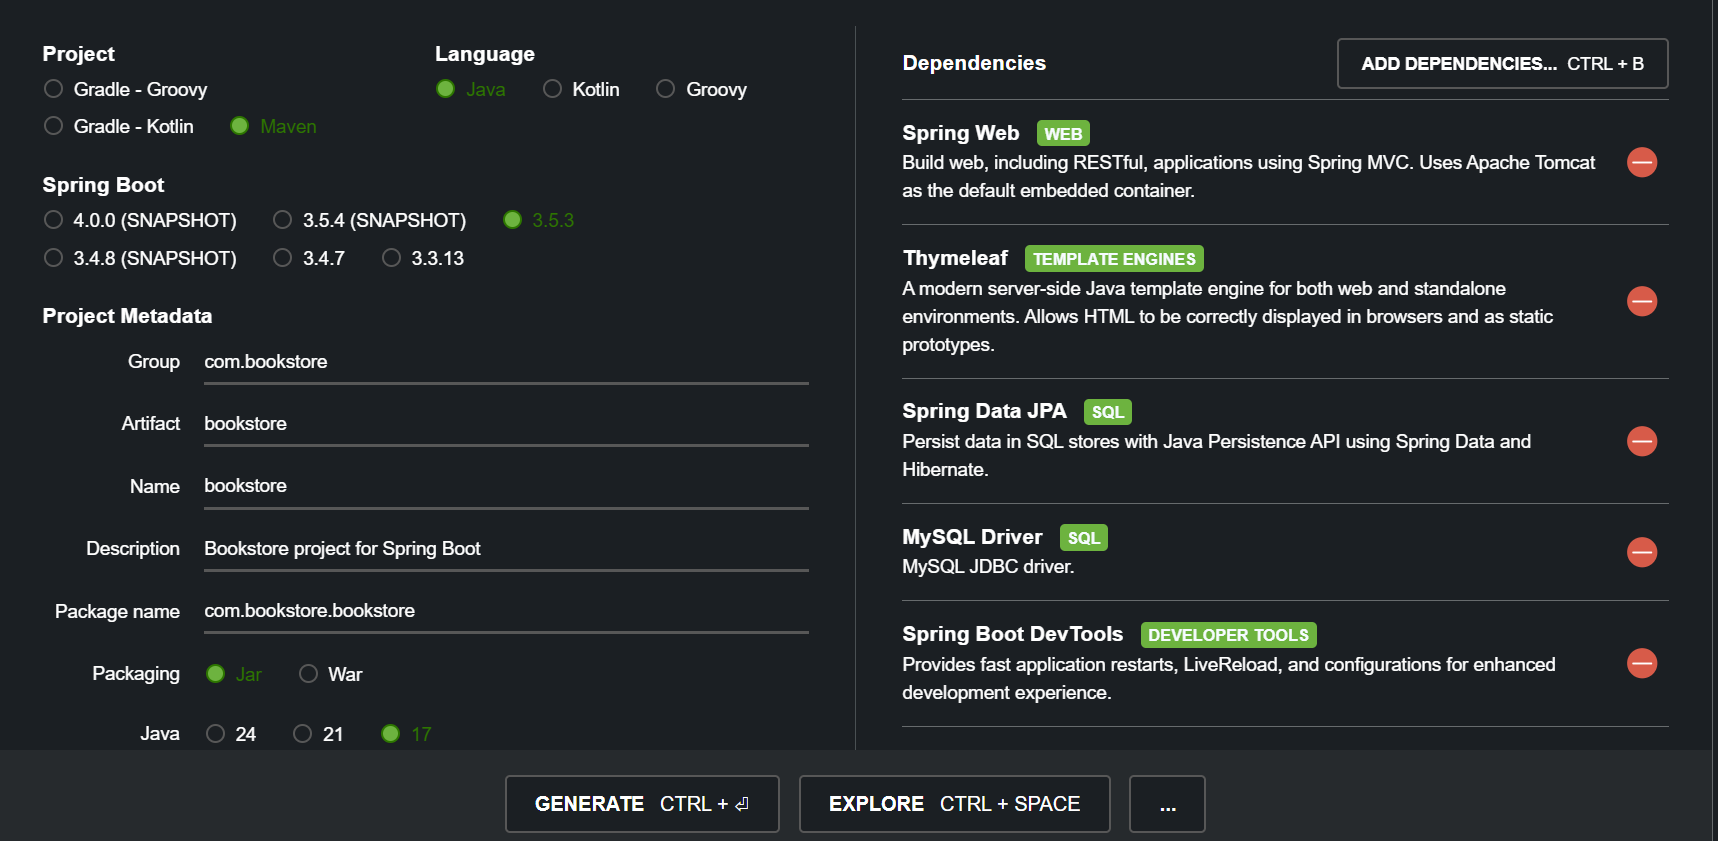 Project
Gradle - Groovy
Gradle - Kotlin Maven
Language
Java Kotlin Groovy
Spring Boot
4.0.0 (SNAPSHOT) 3.5.4 (SNAPSHOT) 3.5.3
3.4.8 (SNAPSHOT) 3.4.7 3.3.13
Project Metadata
Group com.bookstore
Artifact bookstore
Name bookstore
Description Bookstore project for Spring Boot
Package name com.bookstore.bookstore
Packaging Jar War
Java 24 21 17
Dependencies
ADD DEPENDENCIES... CTRL + B
Spring Web WEB
Build web, including RESTful, applications using Spring MVC. Uses Apache Tomcat
as the default embedded container.
Thymeleaf TEMPLATE ENGINES
A modern server-side Java template engine for both web and standalone
environments. Allows HTML to be correctly displayed in browsers and as static
prototypes.
Spring Data JPA SQL
Persist data in SQL stores with Java Persistence API using Spring Data and
Hibernate.
MySQL Driver SQL
MySQL JDBC driver.
Spring Boot DevTools DEVELOPER TOOLS
Provides fast application restarts, LiveReload, and configurations for enhanced
development experience.
GENERATE CTRL + ⏎
EXPLORE CTRL + SPACE
...